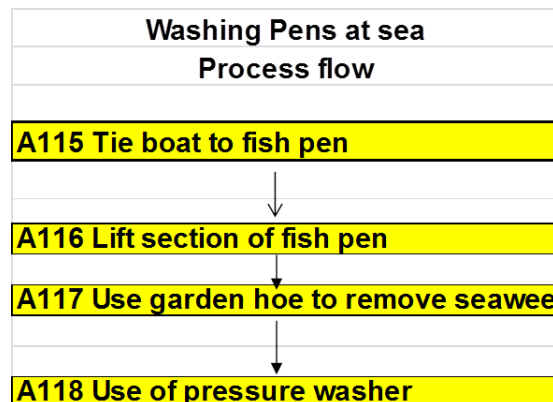 Washing Pens at sea
Process flow
A115 Tie boat to fish pen
A116 Lift section of fish pen
A117 Use garden hoe to remove seawee
A118 Use of pressure washer